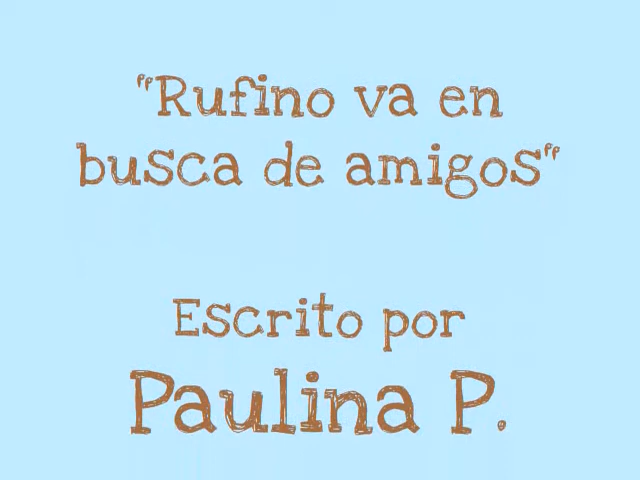 "Rufino va en
busca de amigos"
Escrito por
Paulina P.